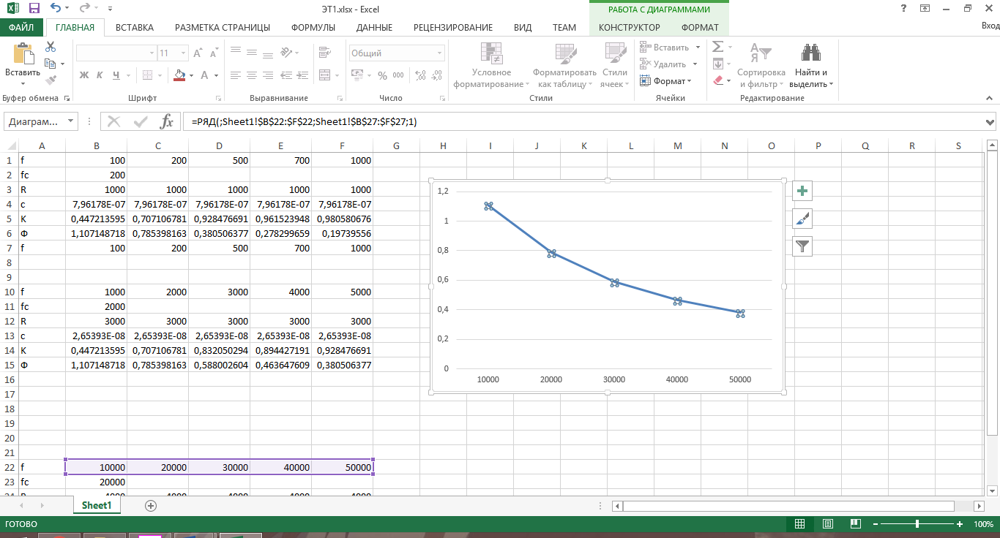 ЭТ1.xlsx - Excel
РАБОТА С ДИАГРАММАМИ
?
ФАЙЛ ГЛАВНАЯ ВСТАВКА РАЗМЕТКА СТРАНИЦЫ ФОРМУЛЫ ДАННЫЕ РЕЦЕНЗИРОВАНИЕ ВИД TEAM КОНСТРУКТОР ФОРМАТ Вход
Вставить
11
Ж К Ч
Общий
% 000
Условное форматирование
Форматировать как таблицу
Стили ячеек
Вставить
Удалить
Формат
Сортировка и фильтр
Найти и выделить
Буфер обмена Шрифт Выравнивание Число Стили Ячейки Редактирование
Диаграм... fx =РЯД(;Sheet1!$B$22:$F$22;Sheet1!$B$27:$F$27;1)
A B C D E F G H I J K L M N O P Q R S
1 f 100 200 500 700 1000
2 fc 200
3 R 1000 1000 1000 1000 1000
4 c 7,96178E-07 7,96178E-07 7,96178E-07 7,96178E-07 7,96178E-07
5 K 0,447213595 0,707106781 0,928476691 0,961523948 0,980580676
6 Ф 1,107148718 0,785398163 0,380506377 0,278299659 0,19739556
7 f 100 200 500 700 1000
8
9
10 f 1000 2000 3000 4000 5000
11 fc 2000
12 R 3000 3000 3000 3000 3000
13 c 2,65393E-08 2,65393E-08 2,65393E-08 2,65393E-08 2,65393E-08
14 K 0,447213595 0,707106781 0,832050294 0,894427191 0,928476691
15 Ф 1,107148718 0,785398163 0,588002604 0,463647609 0,380506377
16
17
18
19
20
21
22 f 10000 20000 30000 40000 50000
23 fc 20000
1,2
1
0,8
0,6
0,4
0,2
0
10000 20000 30000 40000 50000
Sheet1
ГОТОВО
100%